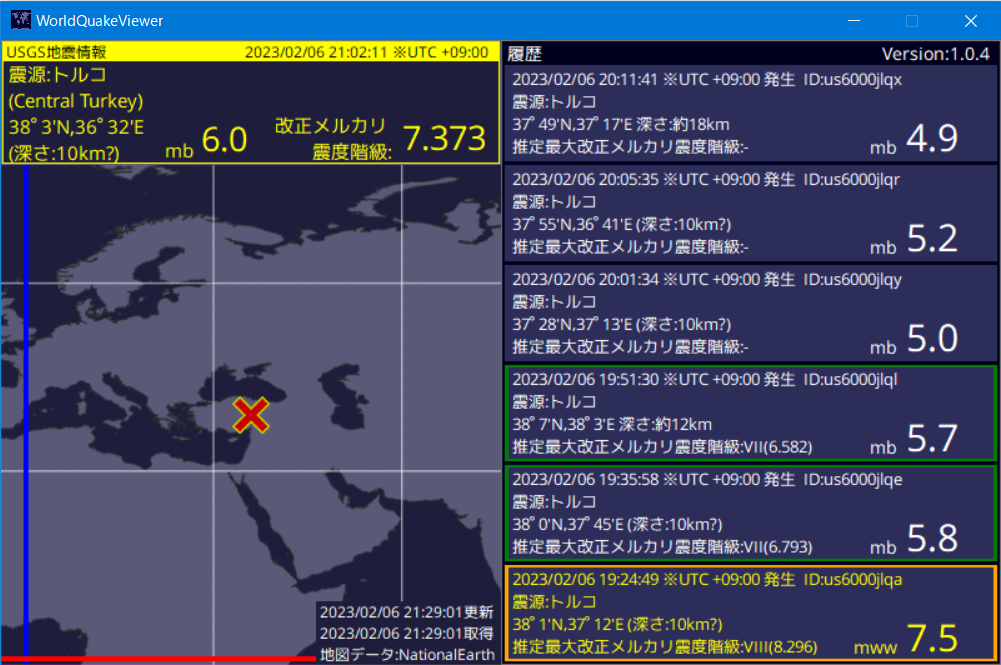 WorldQuakeViewer
USGS地震情報 2023/02/06 21:02:11 ※UTC +09:00
震源:トルコ
(Central Turkey)
38ﾟ 3'N,36ﾟ 32'E
(深さ:10km?)
mb 6.0
改正メルカリ
震度階級: 7.373
2023/02/06 21:29:01更新
2023/02/06 21:29:01取得
地図データ:NationalEarth
履歴 Version:1.0.4
2023/02/06 20:11:41 ※UTC +09:00 発生 ID:us6000jlqx
震源:トルコ
37ﾟ 49'N,37ﾟ 17'E 深さ:約18km
推定最大改正メルカリ震度階級:- mb 4.9
2023/02/06 20:05:35 ※UTC +09:00 発生 ID:us6000jlqr
震源:トルコ
37ﾟ 55'N,36ﾟ 41'E (深さ:10km?)
推定最大改正メルカリ震度階級:- mb 5.2
2023/02/06 20:01:34 ※UTC +09:00 発生 ID:us6000jlqy
震源:トルコ
37ﾟ 28'N,37ﾟ 13'E (深さ:10km?)
推定最大改正メルカリ震度階級:- mb 5.0
2023/02/06 19:51:30 ※UTC +09:00 発生 ID:us6000jlql
震源:トルコ
38ﾟ 7'N,38ﾟ 3'E 深さ:約12km
推定最大改正メルカリ震度階級:VII(6.582) mb 5.7
2023/02/06 19:35:58 ※UTC +09:00 発生 ID:us6000jlqe
震源:トルコ
38ﾟ 0'N,37ﾟ 45'E (深さ:10km?)
推定最大改正メルカリ震度階級:VII(6.793) mb 5.8
2023/02/06 19:24:49 ※UTC +09:00 発生 ID:us6000jlqa
震源:トルコ
38ﾟ 1'N,37ﾟ 12'E (深さ:10km?)
推定最大改正メルカリ震度階級:VIII(8.296) mww 7.5